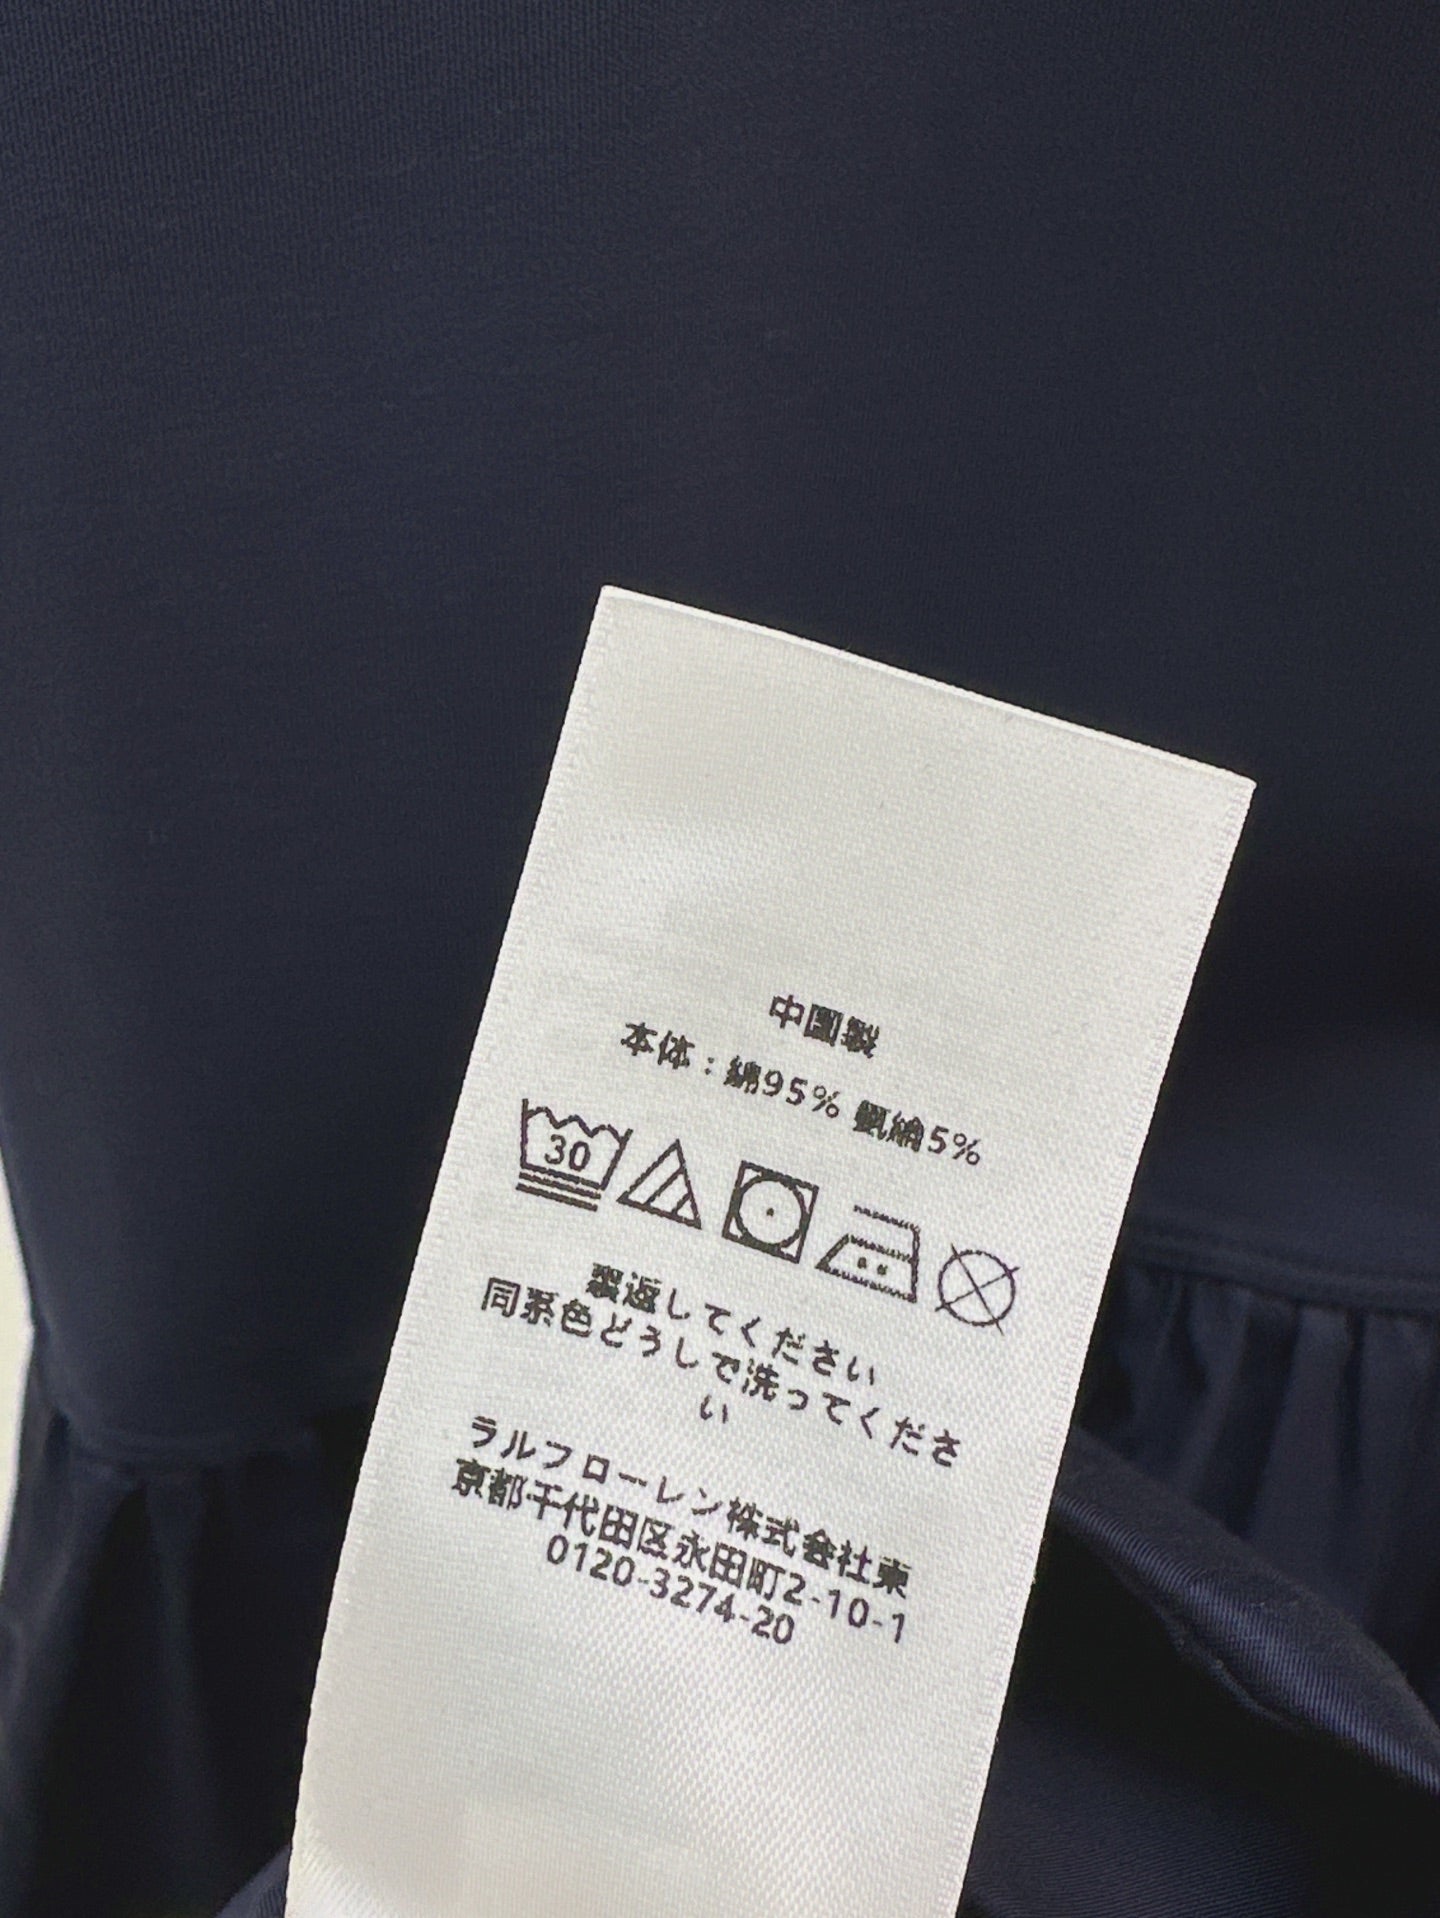 中國製
本体：綿95% 氨綸5%
30
裏返してください
同系色どうしで洗ってくださ
い
ラルフローレン株式会社東
京都千代田区永田町2-10-1
0120-3274-20